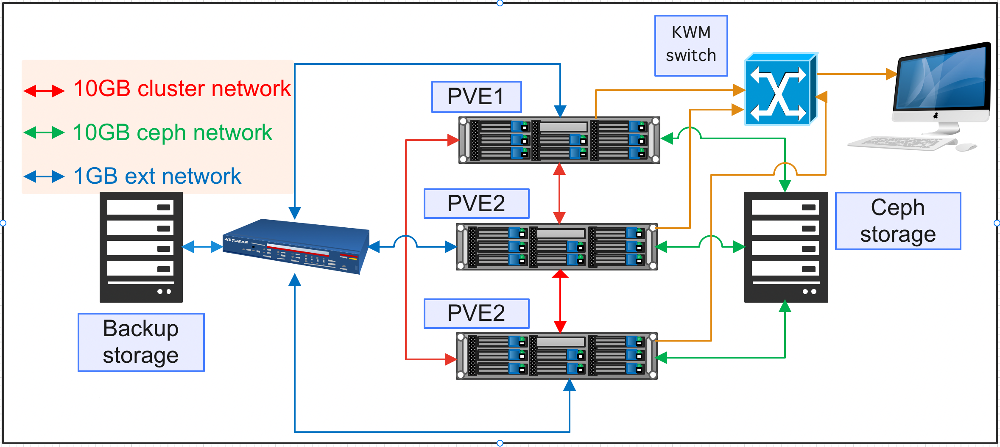 KWM
switch
10GB cluster network
PVE1
10GB ceph network
1GB ext network
PVE2
Ceph
storage
NETGEAR
PVE2
Backup
storage